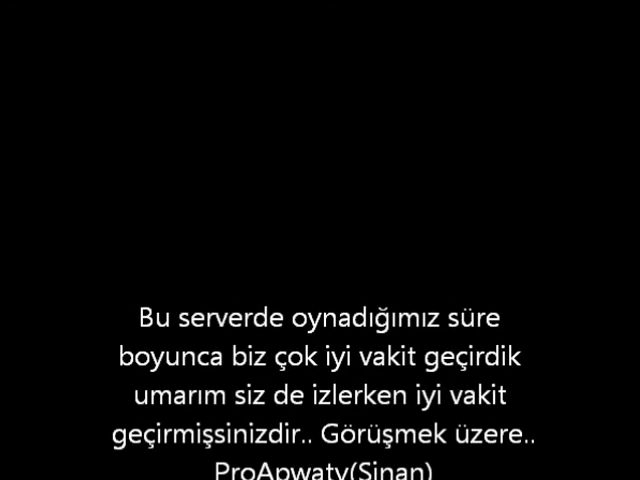 Bu serverde oynadığımız süre
boyunca biz çok iyi vakit geçirdik
umarım siz de izlerken iyi vakit
geçirmişsinizdir.. Görüşmek üzere..
ProApwaty(Sinan)